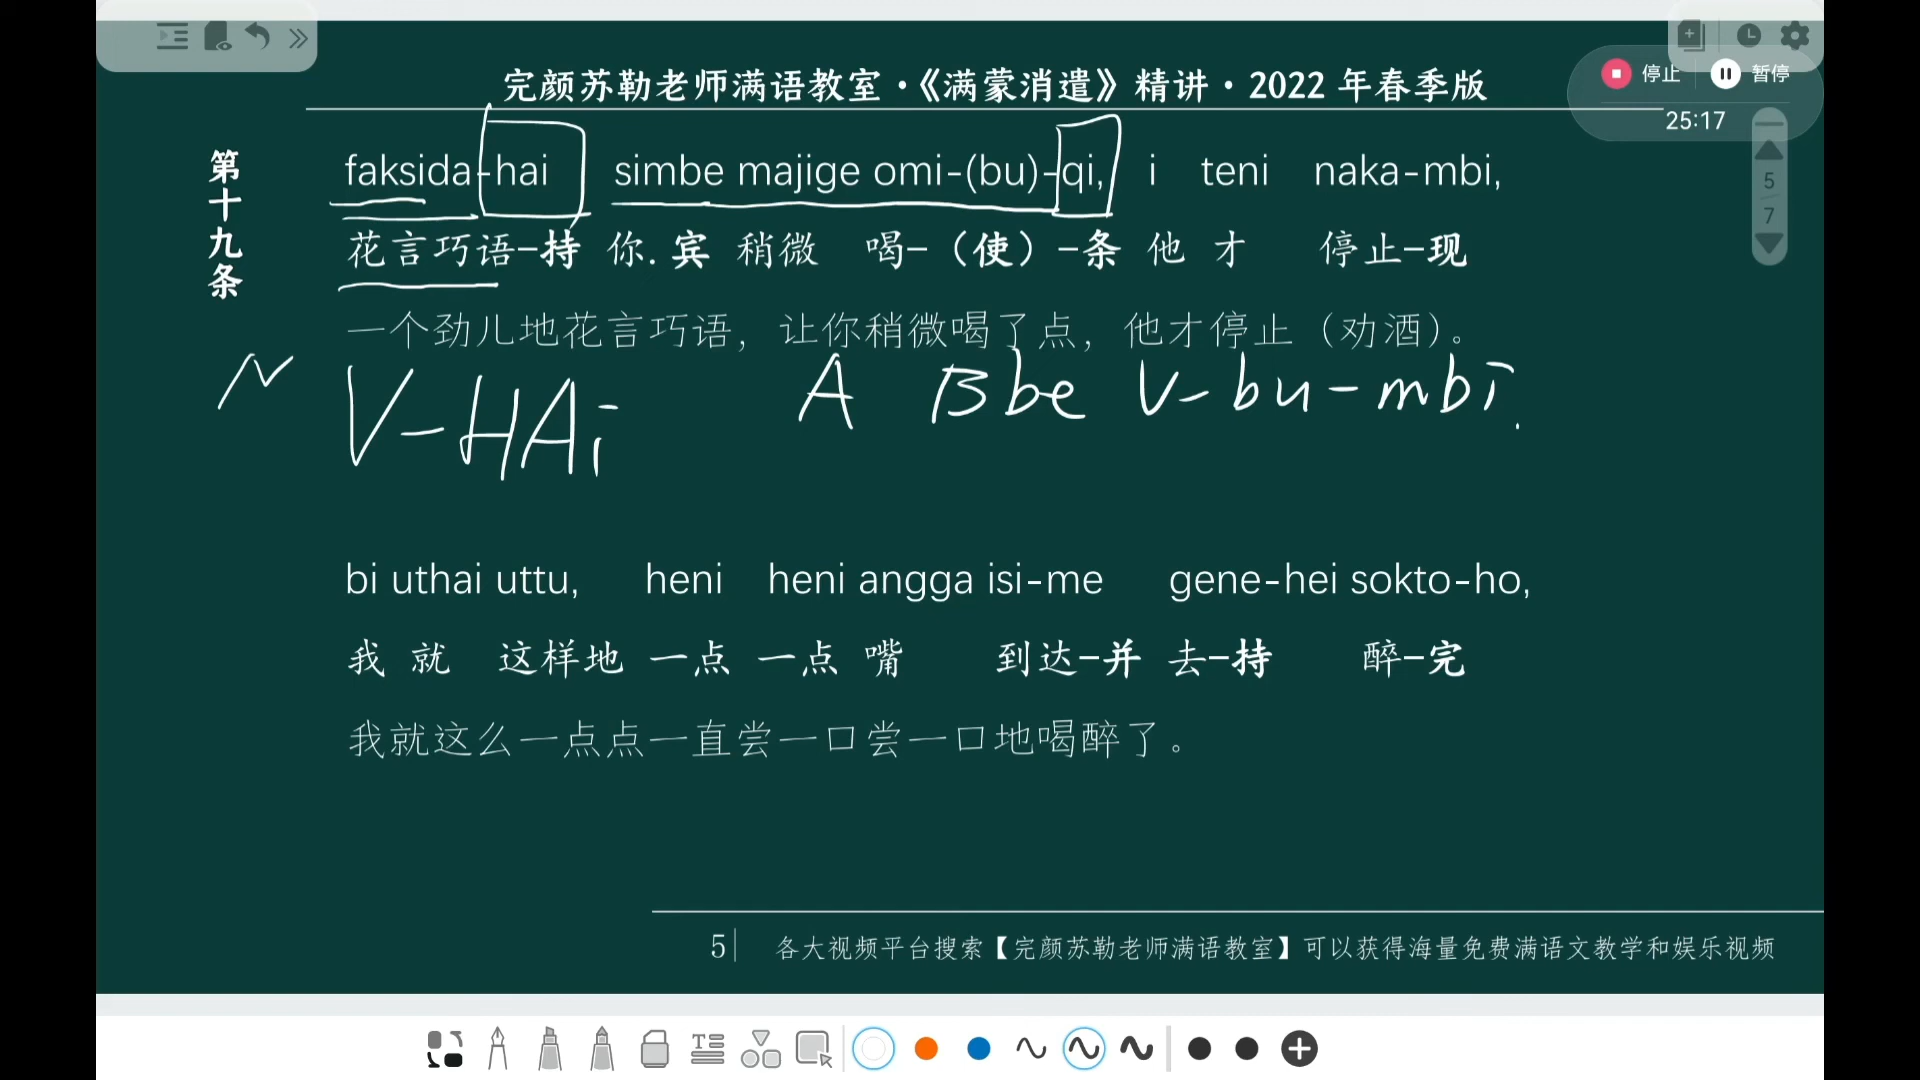 完颜苏勒老师满语教室·《满蒙消遣》精讲·2022 年春季版
停止 暂停
25:17
5
7
第十九条
faksida-hai simbe majige omi-(bu)-qi, i teni naka-mbi,
花言巧语-持 你.宾 稍微 喝-（使）-条 他 才 停止-现
一个劲儿地花言巧语，让你稍微喝了点，他才停止（劝酒）。
N V-HAi A B be V-bu-mbi.
bi uthai uttu, heni heni angga isi-me gene-hei sokto-ho,
我 就 这样地 一点 一点 嘴 到达-并 去-持 醉-完
我就这么一点点一直尝一口尝一口地喝醉了。
5 各大视频平台搜索【完颜苏勒老师满语教室】可以获得海量免费满语文教学和娱乐视频